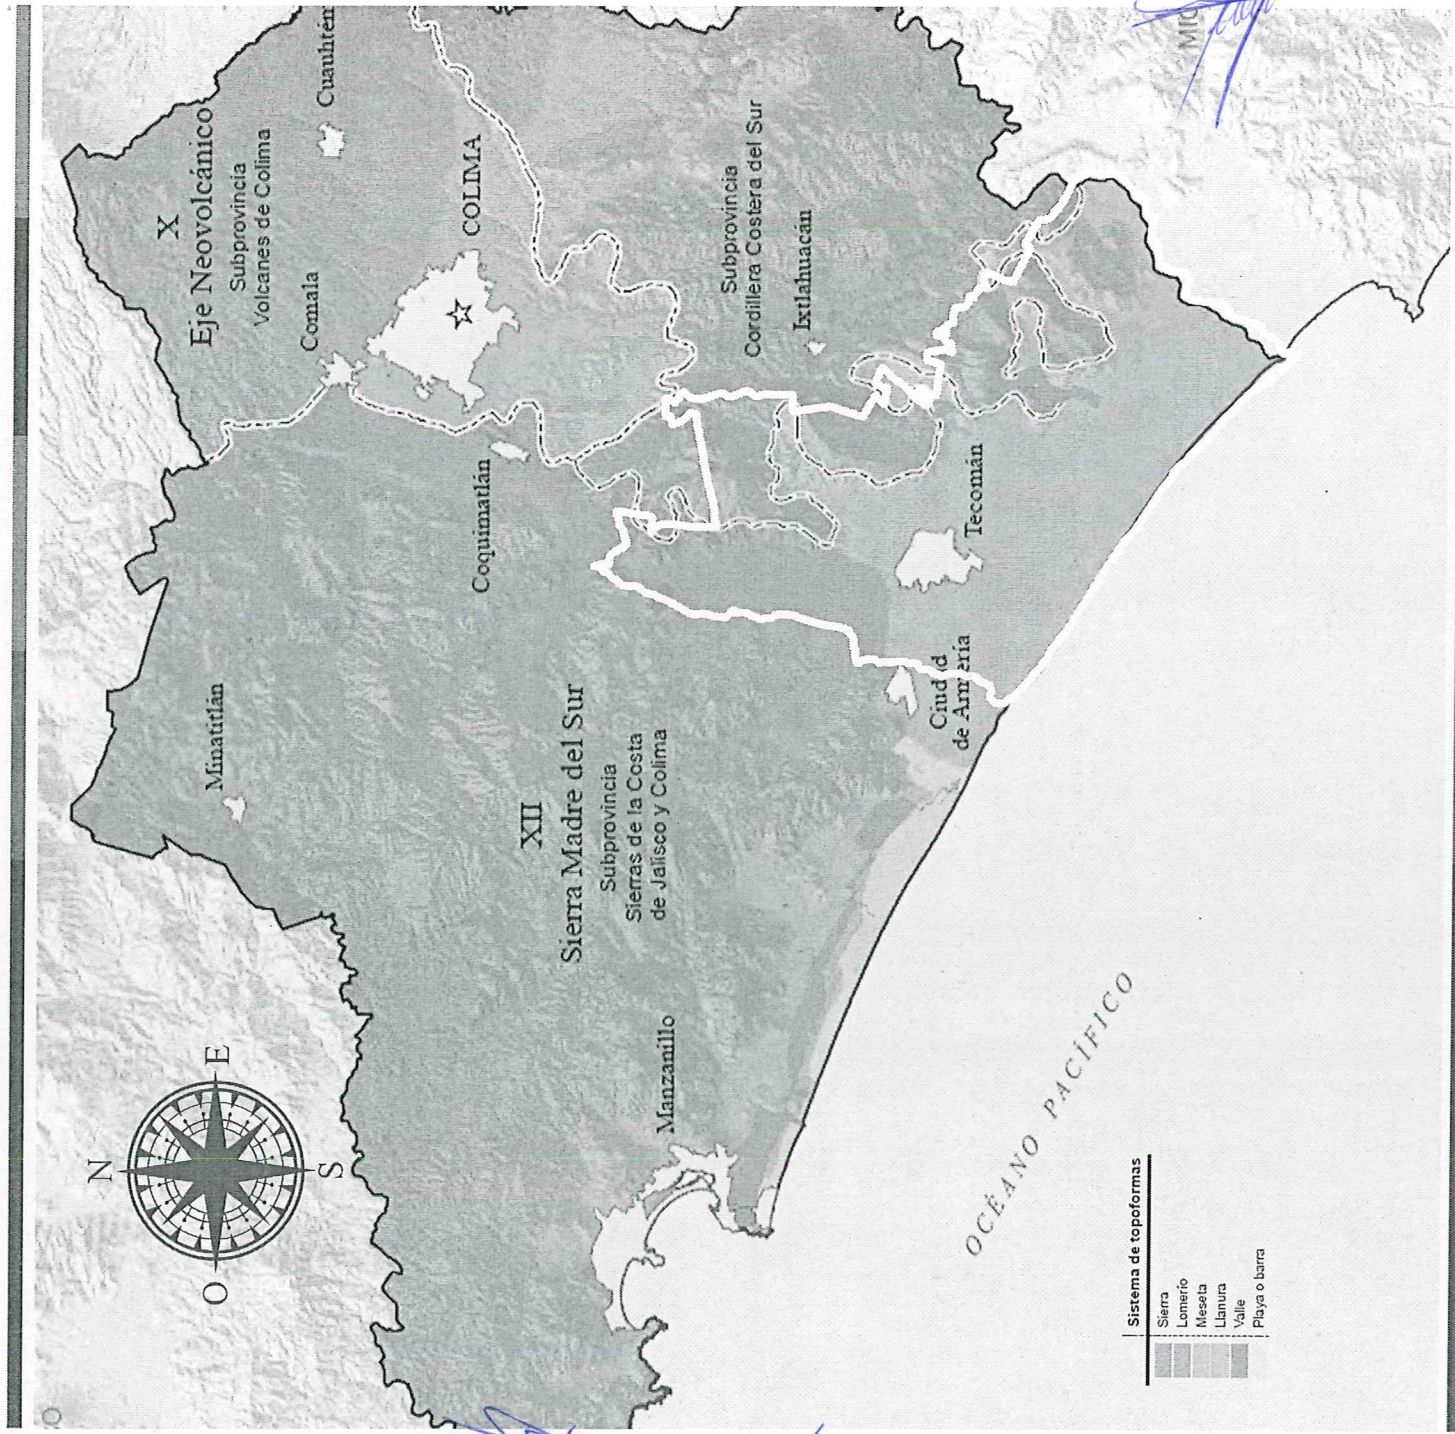 X
Eje Neovolcánico
Subprovincia
Volcanes de Colima
Cuauhtém
Comala
COLIMA
Minatitlán
Coquimatlán
XII
Sierra Madre del Sur
Subprovincia
Sierras de la Costa
de Jalisco y Colima
Subprovincia
Cordillera Costera del Sur
Ixtlahuacán
Manzanillo
Tecomán
Ciudad
de Armería
N
O
E
S
OCÉANO PACÍFICO
MIC
Sistema de topoformas
Sierra
Lomerío
Meseta
Llanura
Valle
Playa o barra